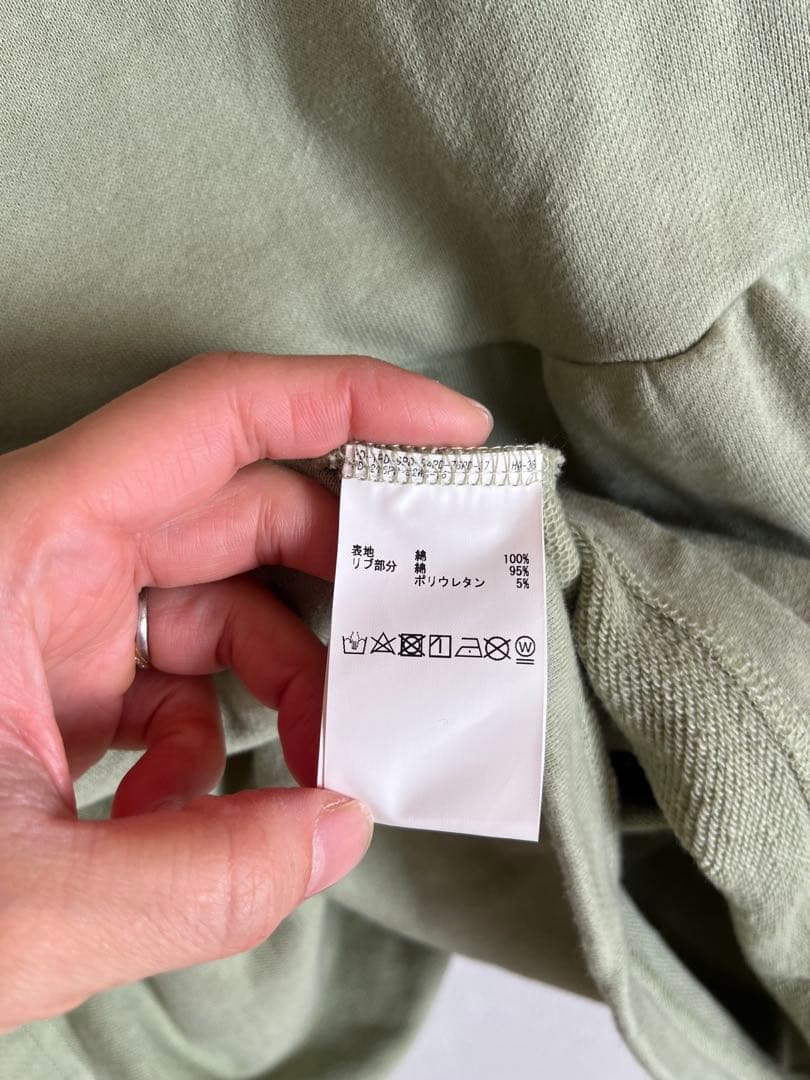 表地 綿 100%
リブ部分 綿 95%
ポリウレタン 5%
W